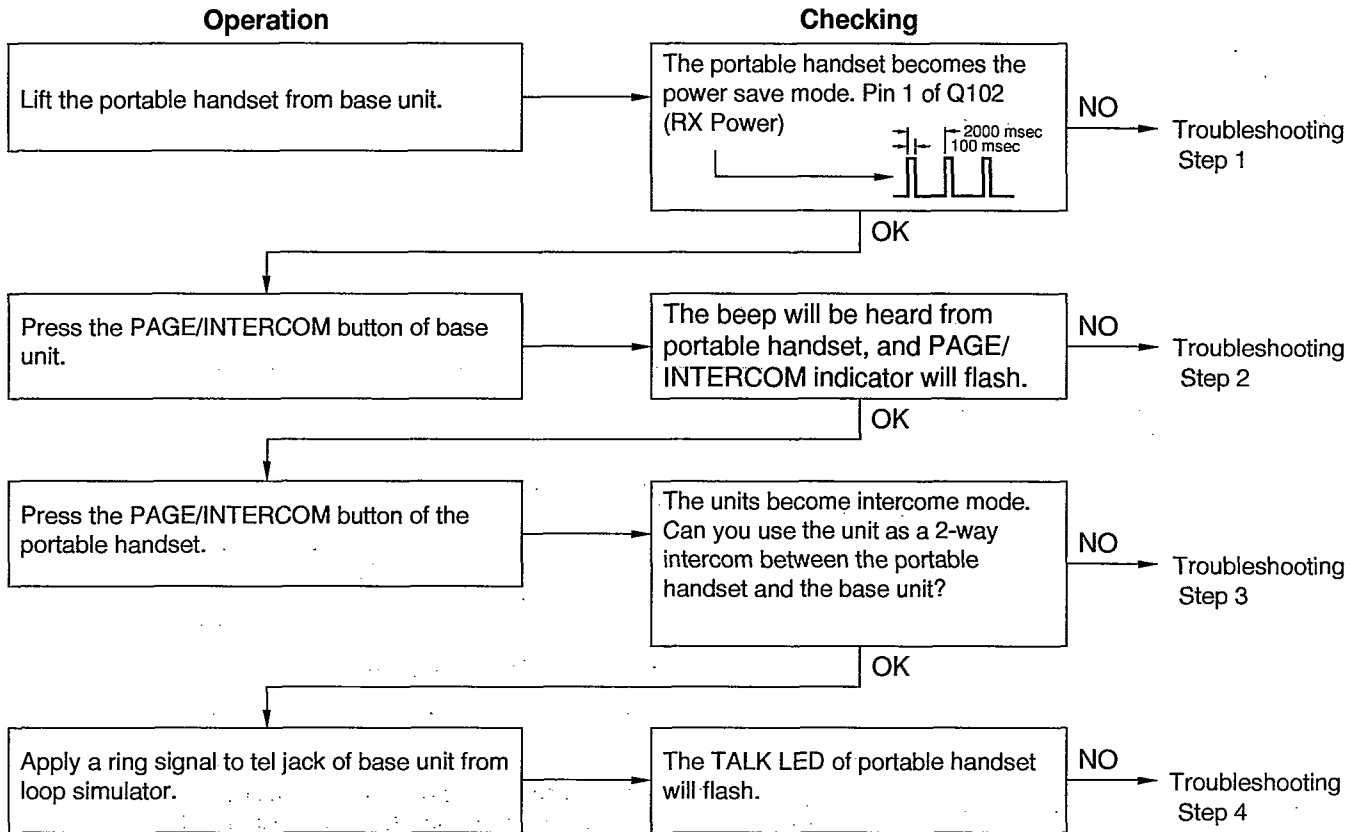 Operation
Checking
Lift the portable handset from base unit.
The portable handset becomes the
power save mode. Pin 1 of Q102
(RX Power)
2000 msec
100 msec
NO
Troubleshooting
Step 1
OK
Press the PAGE/INTERCOM button of base
unit.
The beep will be heard from
portable handset, and PAGE/
INTERCOM indicator will flash.
NO
Troubleshooting
Step 2
OK
Press the PAGE/INTERCOM button of the
portable handset.
The units become intercome mode.
Can you use the unit as a 2-way
intercom between the portable
handset and the base unit?
NO
Troubleshooting
Step 3
OK
Apply a ring signal to tel jack of base unit from
loop simulator.
The TALK LED of portable handset
will flash.
NO
Troubleshooting
Step 4